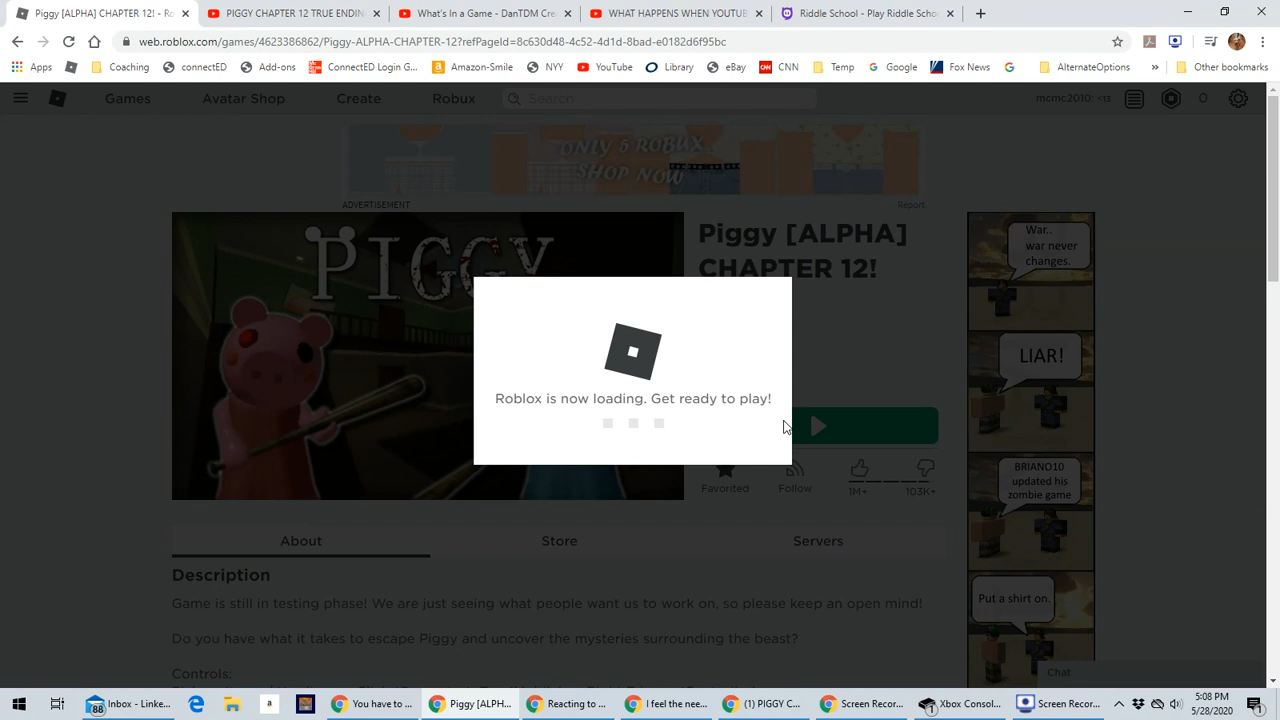 Piggy [ALPHA] CHAPTER 12! - Ro
PIGGY CHAPTER 12 TRUE ENDIN
What's In a Game - DanTDM Cre
WHAT HAPPENS WHEN YOUTUB
Riddle School - Play Riddle Scho
web.roblox.com/games/4623386862/Piggy-ALPHA-CHAPTER-12?refPageId=8c630d48-4c52-4d1d-8bad-e0182d6f95bc
Apps
Coaching
connectED
Add-ons
ConnectED Login G...
Amazon-Smile
NYY
YouTube
Library
eBay
CNN
Temp
Google
Fox News
AlternateOptions
»
Other bookmarks
Games
Avatar Shop
Create
Robux
Search
mcmc2010: <13
0
ONLY 5 ROBUX
SHOP NOW
ADVERTISEMENT
Report
PIGGY
Piggy [ALPHA]
CHAPTER 12!
Roblox is now loading. Get ready to play!
Favorited
Follow
1M+
103K+
War..
war never
changes.
LIAR!
BRIANO10
updated his
zombie game
Put a shirt on.
About
Store
Servers
Description
Game is still in testing phase! We are just seeing what people want us to work on, so please keep an open mind!
Do you have what it takes to escape Piggy and uncover the mysteries surrounding the beast?
Controls:
Chat
88
Inbox - Linke...
a
You have to ...
Piggy [ALPH...
Reacting to ...
I feel the nee...
(1) PIGGY C...
Screen Recor...
Xbox Consol...
Screen Recor...
5:08 PM
5/28/2020
1